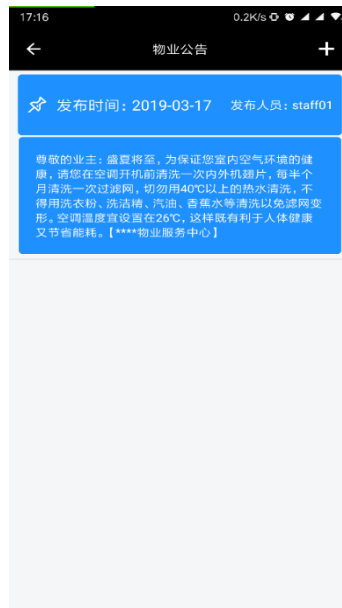 17:16 0.2K/s
物业公告
发布时间：2019-03-17 发布人员：staff01
尊敬的业主：盛夏将至，为保证您室内空气环境的健
康，请您在空调开机前清洗一次内外机翅片，每半个
月清洗一次过滤网，切勿用40℃以上的热水清洗，不
得用洗衣粉、洗洁精、汽油、香蕉水等清洗以免滤网变
形。空调温度宜设置在26℃，这样既有利于人体健康
又节省能耗。【****物业服务中心】